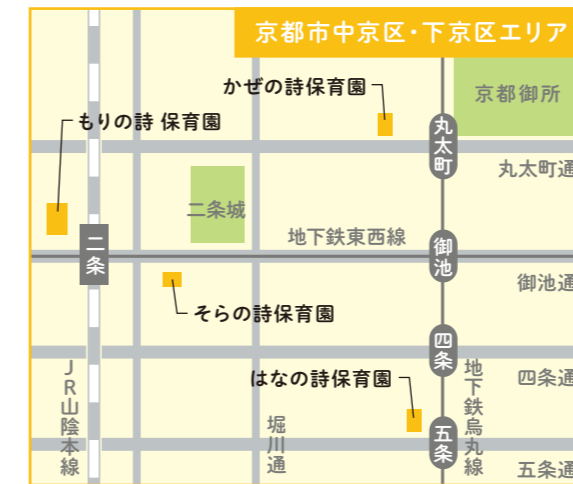 京都市中京区・下京区エリア
かぜの詩保育園
京都御所
もりの詩 保育園
丸太町
丸太町通
二条城
地下鉄東西線
二条
御池
御池通
そらの詩保育園
四条
四条通
はなの詩保育園
JR山陰本線
堀川通
地下鉄烏丸線
五条
五条通